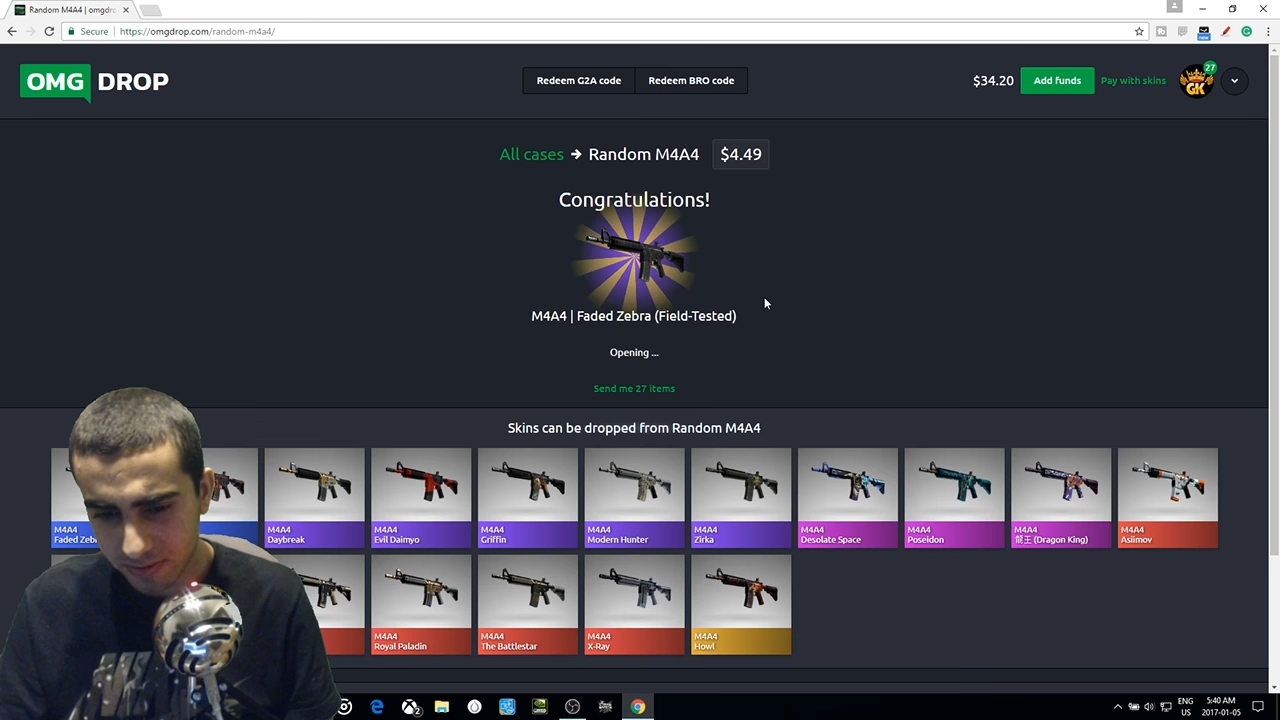 Random M4A4 | omgdro
Secure
https://omgdrop.com/random-m4a4/
new
OMG DROP
Redeem G2A code
Redeem BRO code
$34.20
Add funds
Pay with skins
27
GK
All cases → Random M4A4 $4.49
Congratulations!
M4A4 | Faded Zebra (Field-Tested)
Opening ...
Send me 27 items
Skins can be dropped from Random M4A4
M4A4
Faded Zeb
M4A4
Daybreak
M4A4
Evil Daimyo
M4A4
Griffin
M4A4
Modern Hunter
M4A4
Zirka
M4A4
Desolate Space
M4A4
Poseidon
M4A4
龍王 (Dragon King)
M4A4
Asiimov
M4A4
Royal Paladin
M4A4
The Battlestar
M4A4
X-Ray
M4A4
Howl
2
ENG
US
5:40 AM
2017-01-05